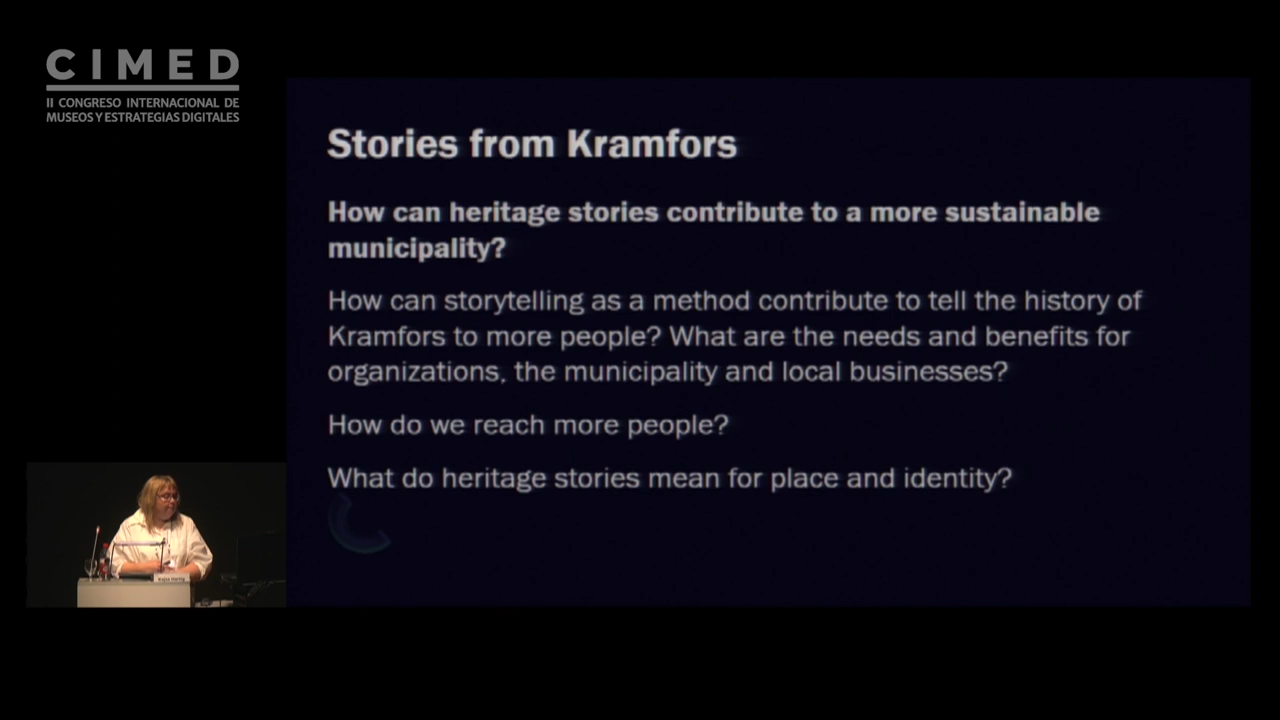 CIMED
II CONGRESO INTERNACIONAL DE
MUSEOS Y ESTRATEGIAS DIGITALES
Stories from Kramfors
How can heritage stories contribute to a more sustainable
municipality?
How can storytelling as a method contribute to tell the history of
Kramfors to more people? What are the needs and benefits for
organizations, the municipality and local businesses?
How do we reach more people?
What do heritage stories mean for place and identity?